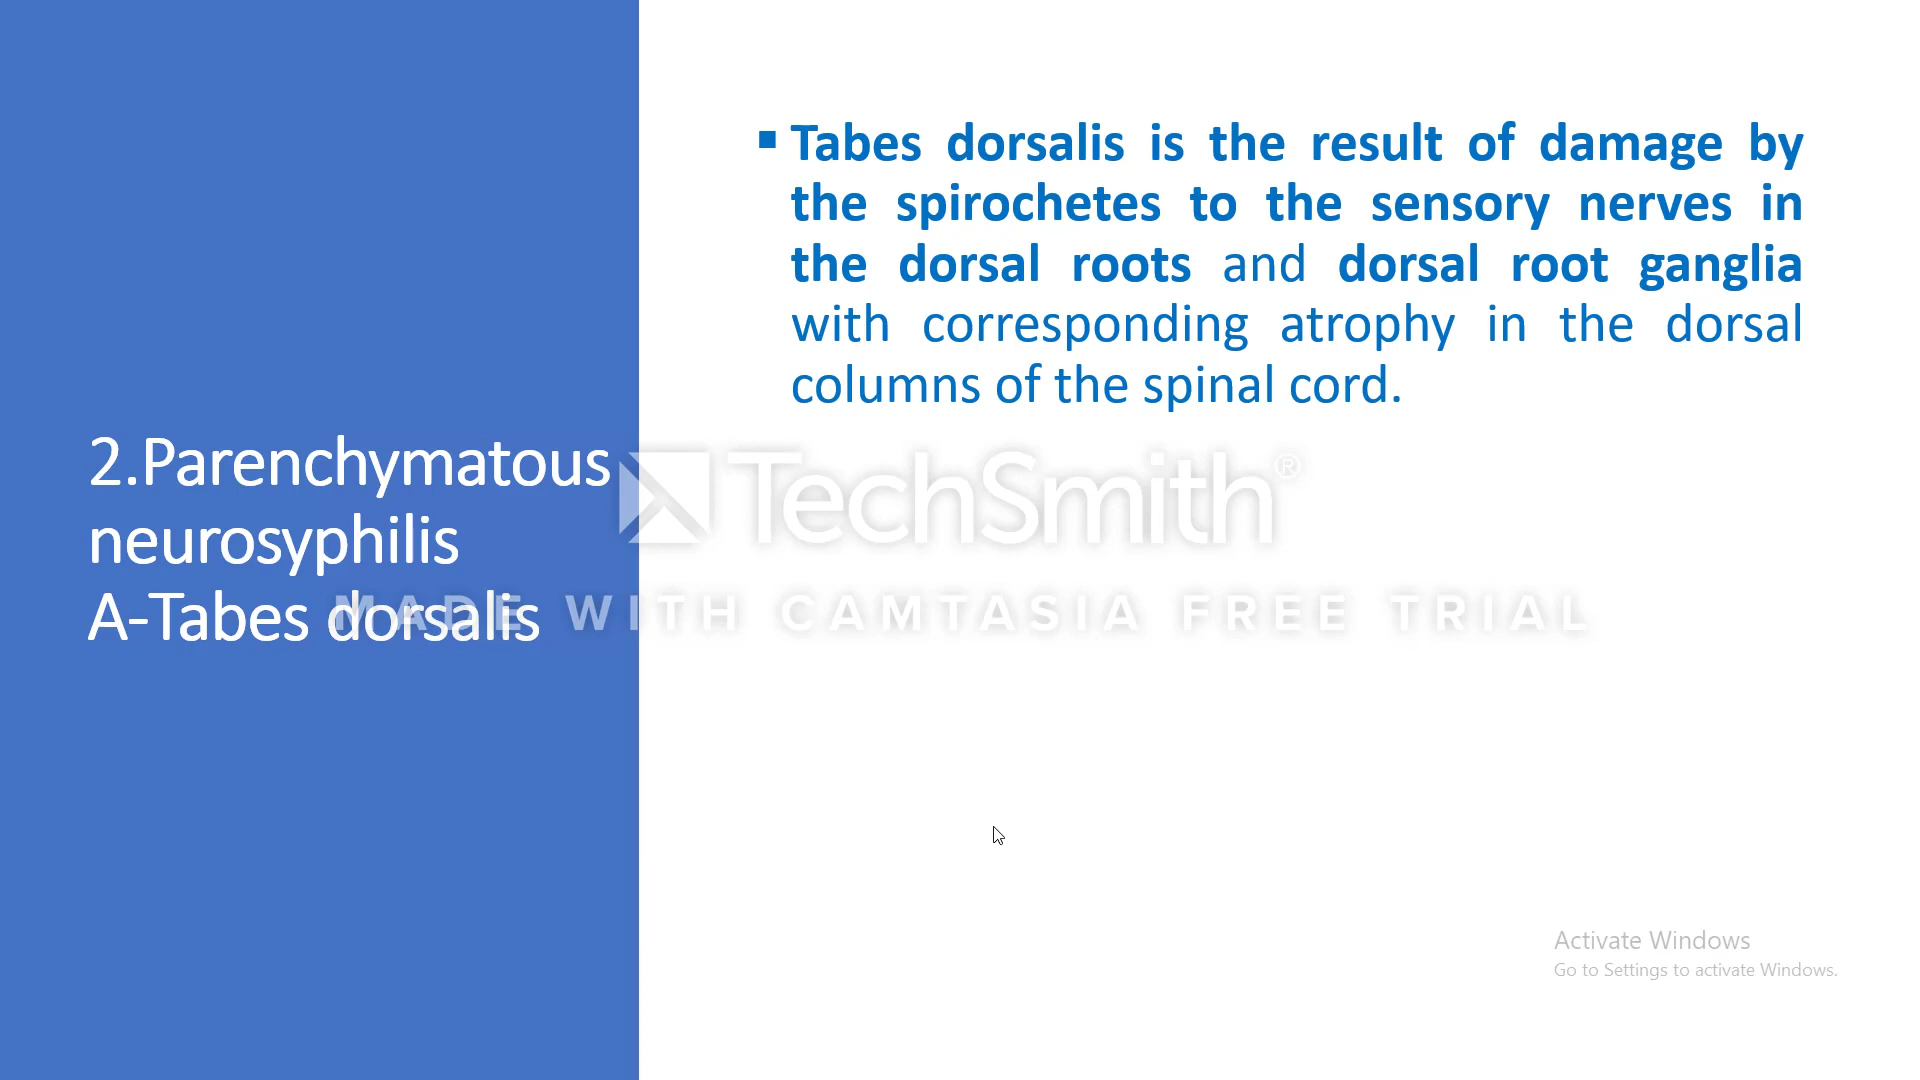 2.Parenchymatous
neurosyphilis
A-Tabes dorsalis
▪ Tabes dorsalis is the result of damage by
the spirochetes to the sensory nerves in
the dorsal roots and dorsal root ganglia
with corresponding atrophy in the dorsal
columns of the spinal cord.
TechSmith®
MADE WITH CAMTASIA FREE TRIAL
Activate Windows
Go to Settings to activate Windows.